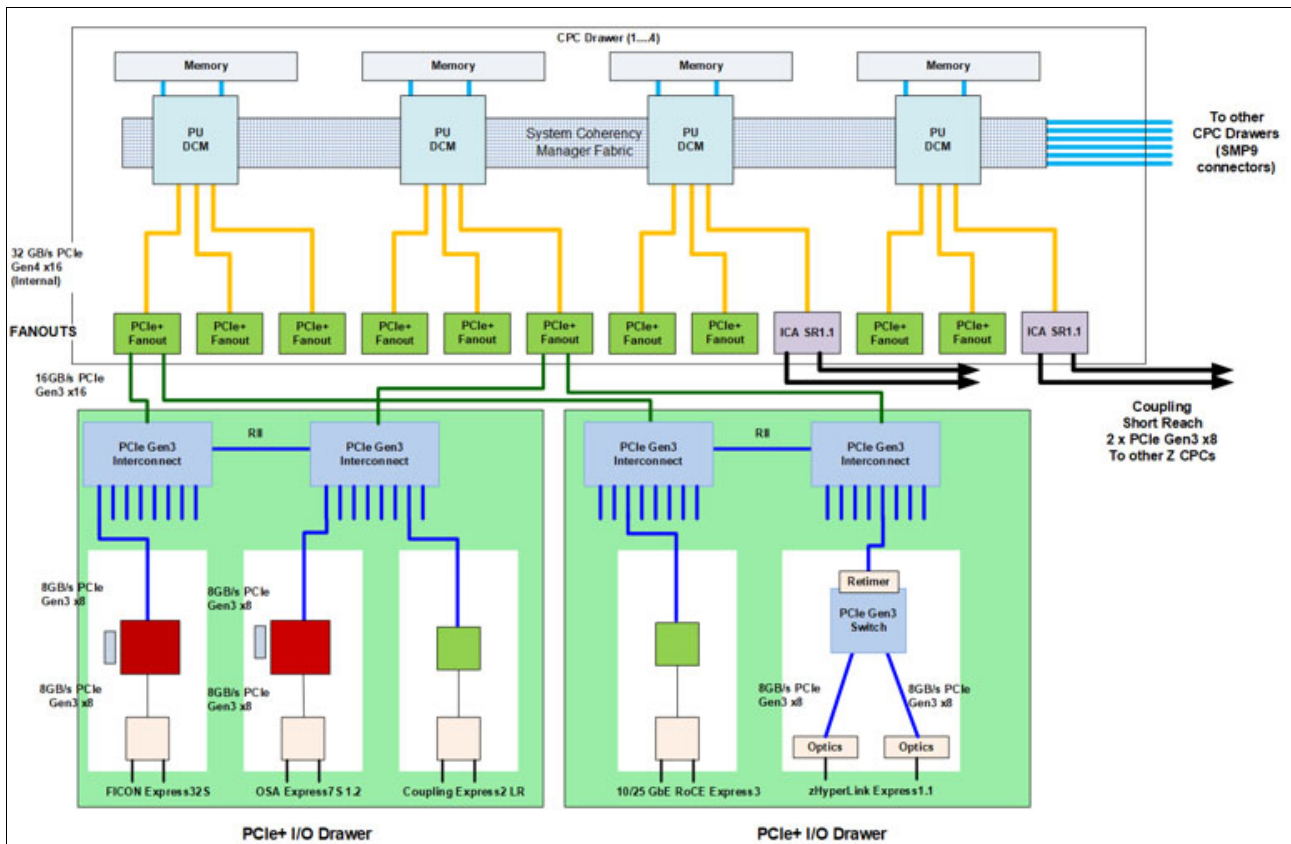 CPC Drawer (1....4)
Memory
Memory
Memory
Memory
PU
DCM
PU
DCM
System Coherency
Manager Fabric
PU
DCM
PU
DCM
To other
CPC Drawers
(SMP9
connectors)
32 GB/s PCIe
Gen4 x16
(Internal)
FANOUTS
PCIe+
Fanout
PCIe+
Fanout
PCIe+
Fanout
PCIe+
Fanout
PCIe+
Fanout
PCIe+
Fanout
PCIe+
Fanout
PCIe+
Fanout
ICA SR1.1
PCIe+
Fanout
PCIe+
Fanout
ICA SR1.1
16GB/s PCIe
Gen3 x16
Coupling
Short Reach
2 x PCIe Gen3 x8
To other Z CPCs
PCIe Gen3
Interconnect
RII
PCIe Gen3
Interconnect
PCIe Gen3
Interconnect
RII
PCIe Gen3
Interconnect
8GB/s PCIe
Gen3 x8
8GB/s PCIe
Gen3 x8
Retimer
PCIe Gen3
Switch
8GB/s PCIe
Gen3 x8
8GB/s PCIe
Gen3 x8
8GB/s PCIe
Gen3 x8
8GB/s PCIe
Gen3 x8
Optics
Optics
FICON Express32S
OSA Express7S 1.2
Coupling Express2 LR
10/25 GbE RoCE Express3
zHyperLink Express1.1
PCIe+ I/O Drawer
PCIe+ I/O Drawer